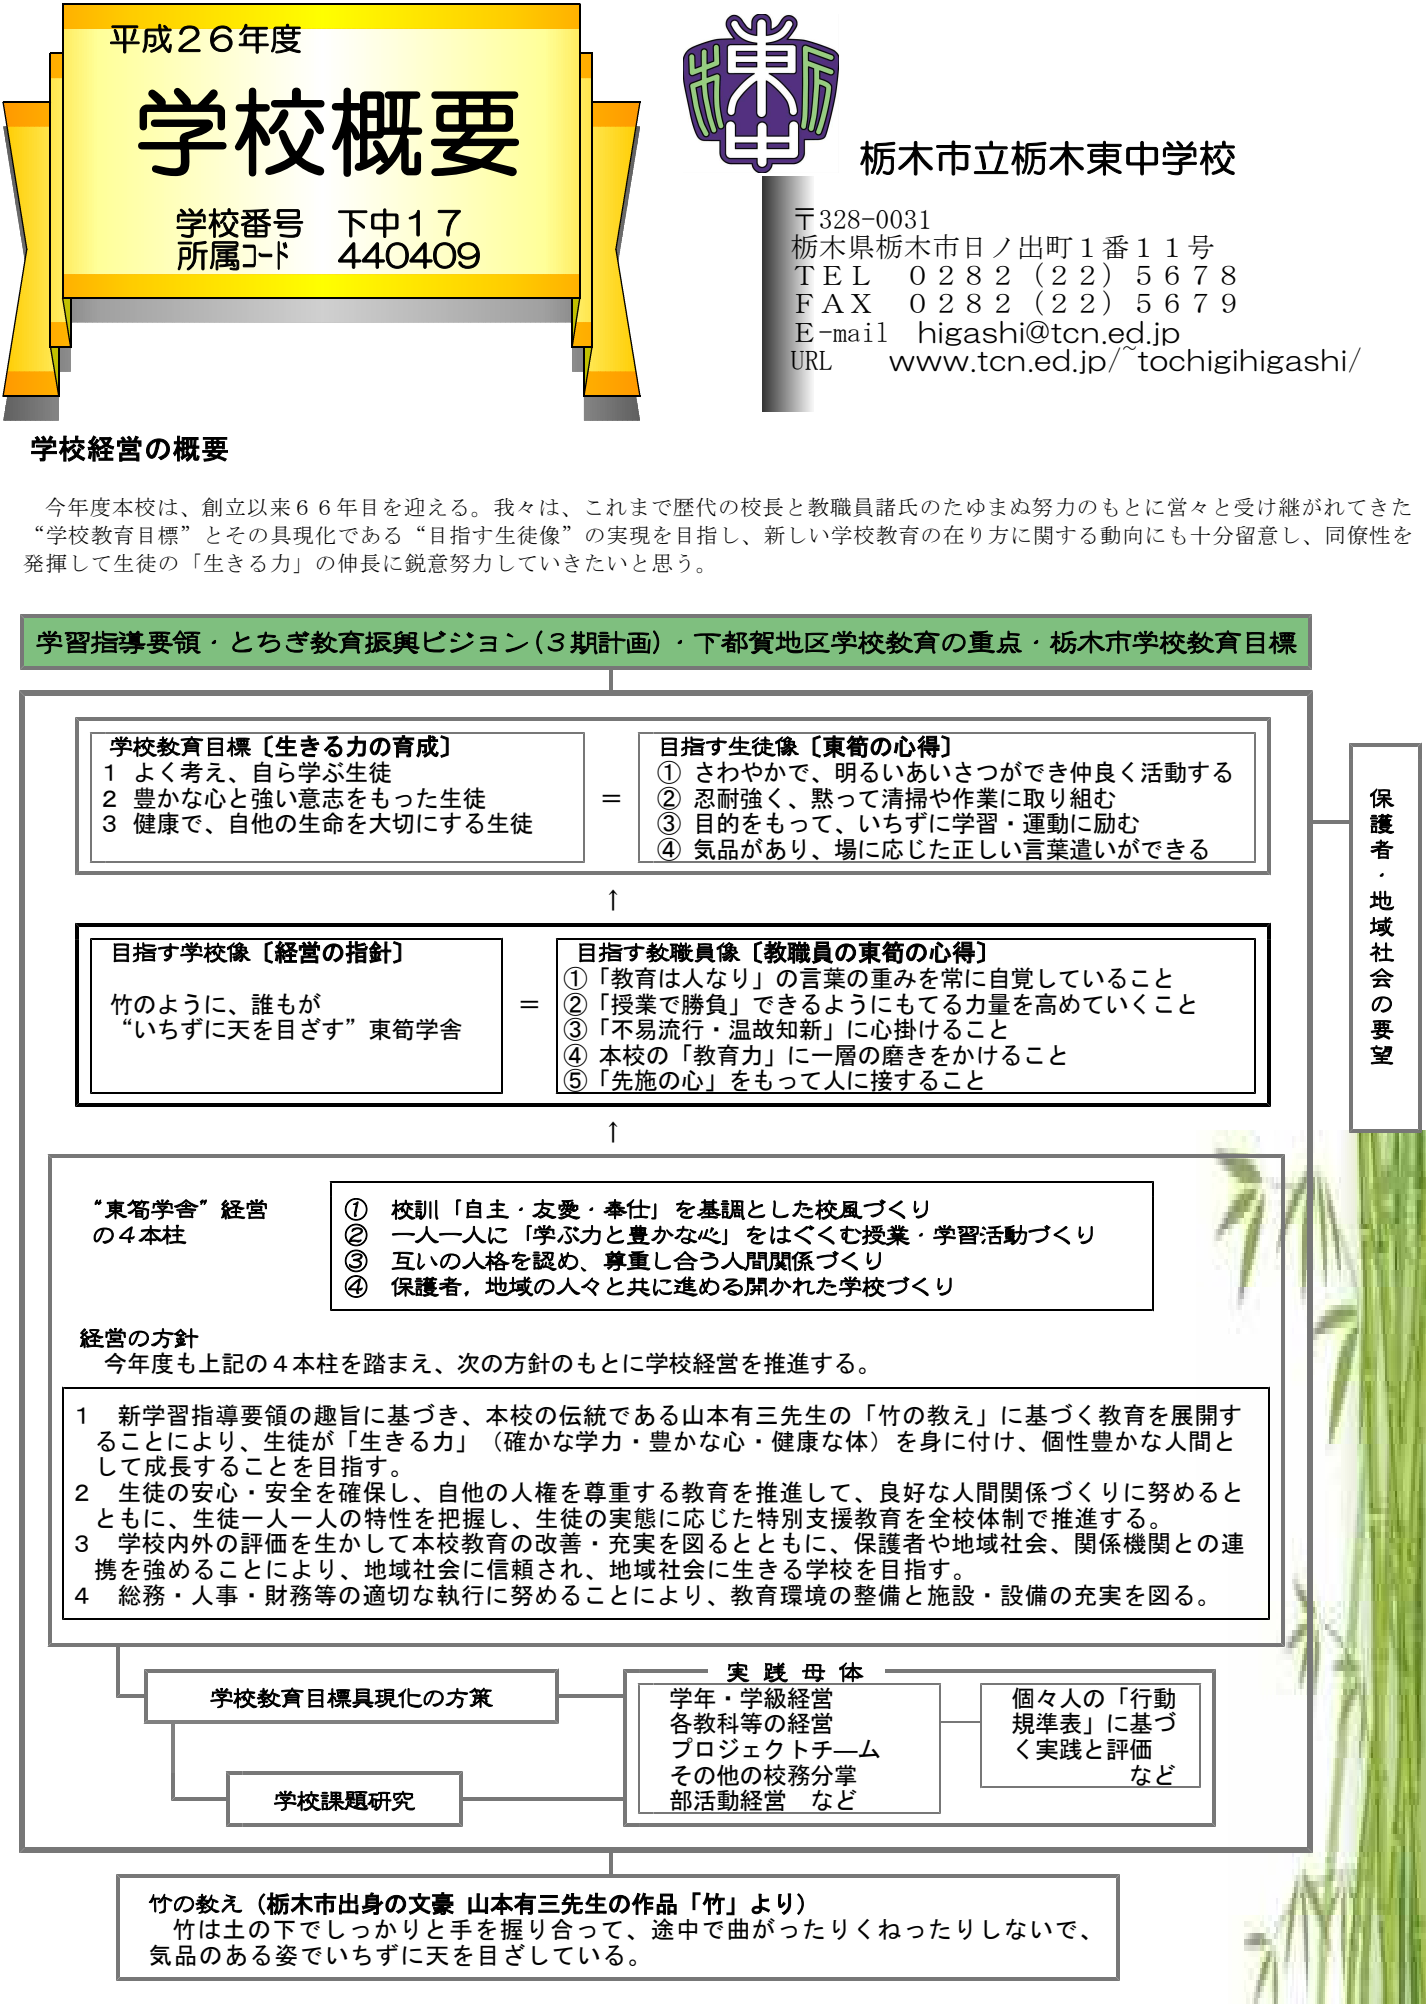 平成２６年度
学校概要
学校番号　下中１７
所属コード　440409
東中
栃木市立栃木東中学校
〒328-0031
栃木県栃木市日ノ出町１番１１号
ＴＥＬ　０２８２（２２）５６７８
ＦＡＸ　０２８２（２２）５６７９
Ｅ-mail　higashi@tcn.ed.jp
URL　www.tcn.ed.jp/~tochigihigashi/
学校経営の概要
今年度本校は、創立以来６６年目を迎える。我々は、これまで歴代の校長と教職員諸氏のたゆまぬ努力のもとに営々と受け継がれてきた
“学校教育目標”とその具現化である“目指す生徒像”の実現を目指し、新しい学校教育の在り方に関する動向にも十分留意し、同僚性を
発揮して生徒の「生きる力」の伸長に鋭意努力していきたいと思う。
学習指導要領・とちぎ教育振興ビジョン(３期計画)・下都賀地区学校教育の重点・栃木市学校教育目標
学校教育目標〔生きる力の育成〕
1 よく考え、自ら学ぶ生徒
2 豊かな心と強い意志をもった生徒
3 健康で、自他の生命を大切にする生徒
＝
目指す生徒像〔東筍の心得〕
① さわやかで、明るいあいさつができ仲良く活動する
② 忍耐強く、黙って清掃や作業に取り組む
③ 目的をもって、いちずに学習・運動に励む
④ 気品があり、場に応じた正しい言葉遣いができる
保護者・地域社会の要望
↑
目指す学校像〔経営の指針〕
竹のように、誰もが
“いちずに天を目ざす”東筍学舎
＝
目指す教職員像〔教職員の東筍の心得〕
①「教育は人なり」の言葉の重みを常に自覚していること
②「授業で勝負」できるようにもてる力量を高めていくこと
③「不易流行・温故知新」に心掛けること
④ 本校の「教育力」に一層の磨きをかけること
⑤「先施の心」をもって人に接すること
↑
“東筍学舎”経営
の４本柱
①　校訓「自主・友愛・奉仕」を基調とした校風づくり
②　一人一人に「学ぶ力と豊かな心」をはぐくむ授業・学習活動づくり
③　互いの人格を認め、尊重し合う人間関係づくり
④　保護者，地域の人々と共に進める開かれた学校づくり
経営の方針
今年度も上記の４本柱を踏まえ、次の方針のもとに学校経営を推進する。
1　新学習指導要領の趣旨に基づき、本校の伝統である山本有三先生の「竹の教え」に基づく教育を展開す
ることにより、生徒が「生きる力」（確かな学力・豊かな心・健康な体）を身に付け、個性豊かな人間と
して成長することを目指す。
2　生徒の安心・安全を確保し、自他の人権を尊重する教育を推進して、良好な人間関係づくりに努めると
ともに、生徒一人一人の特性を把握し、生徒の実態に応じた特別支援教育を全校体制で推進する。
3　学校内外の評価を生かして本校教育の改善・充実を図るとともに、保護者や地域社会、関係機関との連
携を強めることにより、地域社会に信頼され、地域社会に生きる学校を目指す。
4　総務・人事・財務等の適切な執行に努めることにより、教育環境の整備と施設・設備の充実を図る。
学校教育目標具現化の方策
学校課題研究
実 践 母 体
学年・学級経営
各教科等の経営
プロジェクトチ―ム
その他の校務分掌
部活動経営　など
個々人の「行動
規準表」に基づ
く実践と評価
など
竹の教え（栃木市出身の文豪 山本有三先生の作品「竹」より）
竹は土の下でしっかりと手を握り合って、途中で曲がったりくねったりしないで、
気品のある姿でいちずに天を目ざしている。